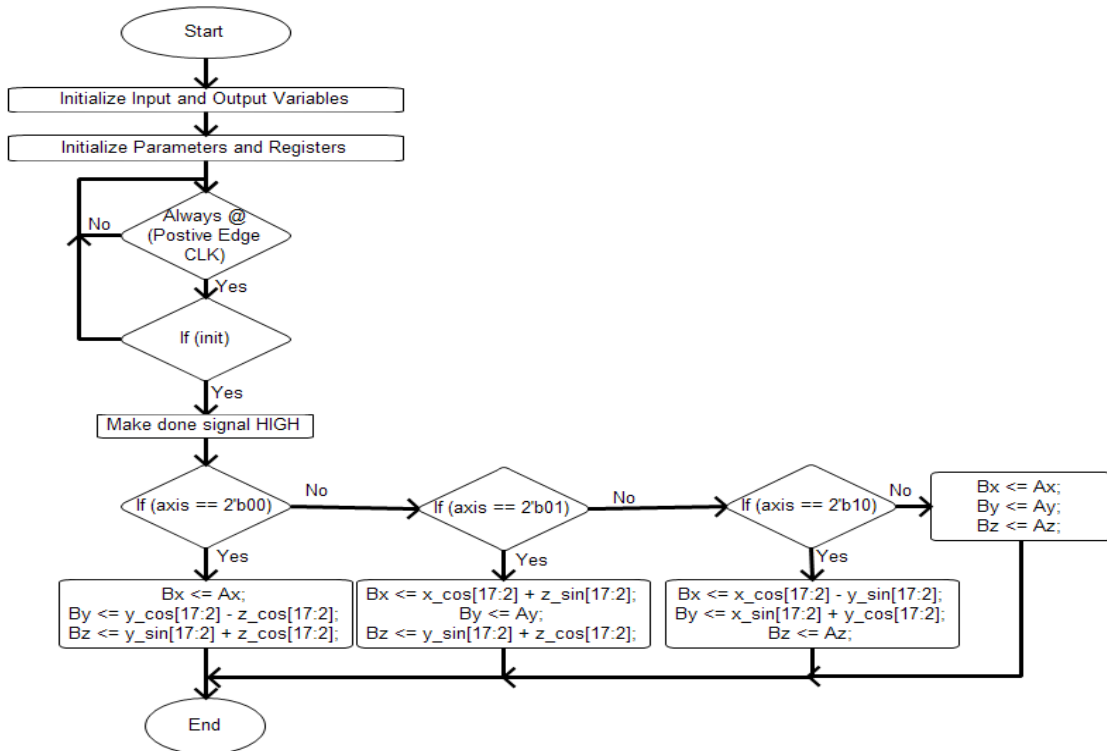 Start
Initialize Input and Output Variables
Initialize Parameters and Registers
No
Always @
(Postive Edge
CLK)
Yes
If (init)
Yes
Make done signal HIGH
If (axis == 2'b00)
No
If (axis == 2'b01)
No
If (axis == 2'b10)
No
Bx <= Ax;
By <= Ay;
Bz <= Az;
Yes
Yes
Yes
Bx <= Ax;
By <= y_cos[17:2] - z_cos[17:2];
Bz <= y_sin[17:2] + z_cos[17:2];
Bx <= x_cos[17:2] + z_sin[17:2];
By <= Ay;
Bz <= y_sin[17:2] + z_cos[17:2];
Bx <= x_cos[17:2] - y_sin[17:2];
By <= x_sin[17:2] + y_cos[17:2];
Bz <= Az;
End